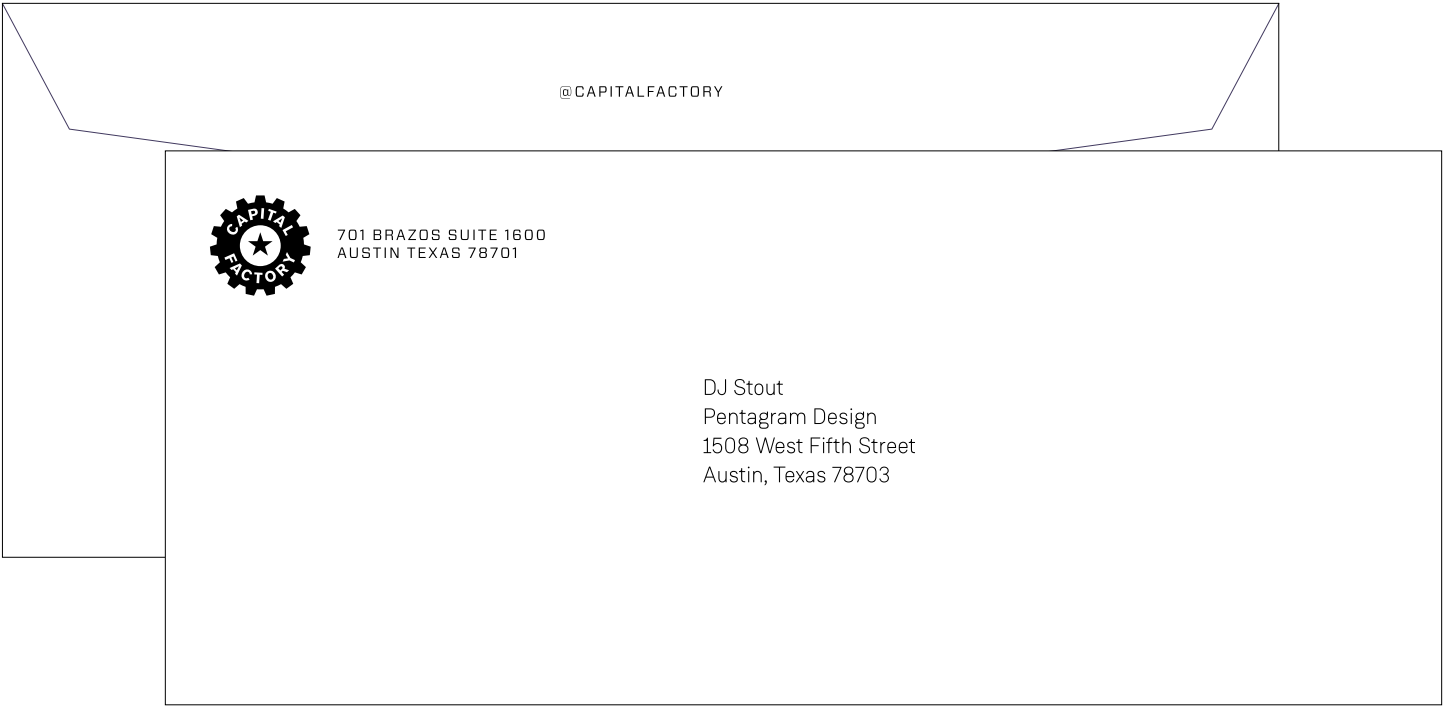 @CAPITALFACTORY
CAPITAL
FACTORY
701 BRAZOS SUITE 1600
AUSTIN TEXAS 78701
DJ Stout
Pentagram Design
1508 West Fifth Street
Austin, Texas 78703